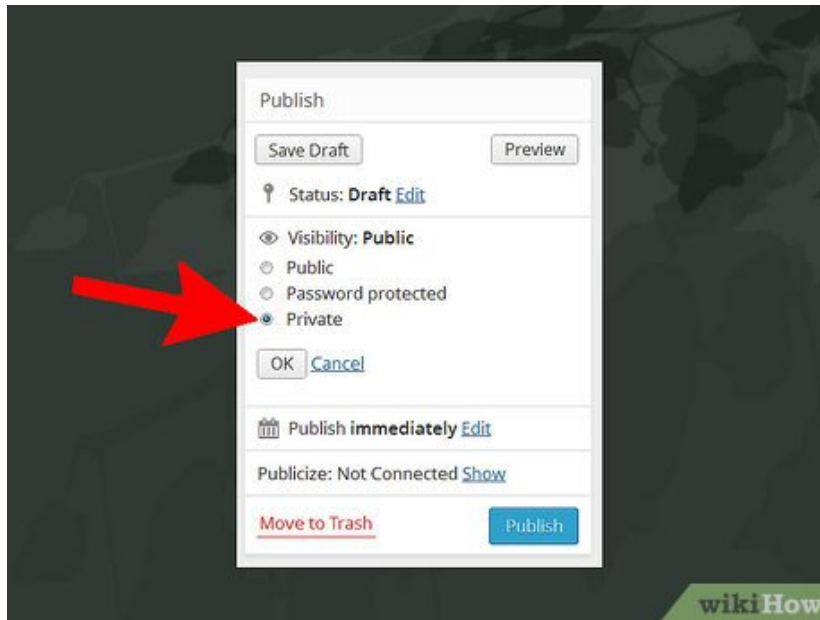 Publish
Save Draft Preview
Status: Draft Edit
Visibility: Public
Public
Password protected
Private
OK Cancel
Publish immediately Edit
Publicize: Not Connected Show
Move to Trash Publish
wikiHow